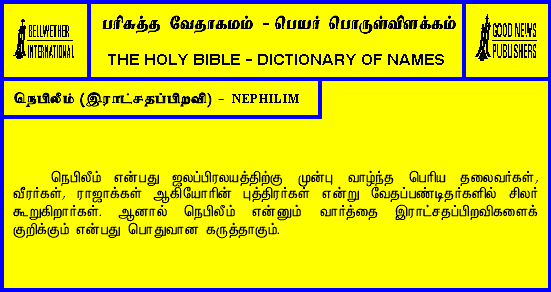 BELLWETHER
INTERNATIONAL
பரிசுத்த வேதாகமம் - பெயர் பொருள்விளக்கம்
THE HOLY BIBLE - DICTIONARY OF NAMES
GOOD NEWS
PUBLISHERS
நெபிலீம் (இராட்சதப்பிறவி) - NEPHILIM
நெபிலீம் என்பது ஜலப்பிரலயத்திற்கு முன்பு வாழ்ந்த பெரிய தலைவர்கள்,
வீரர்கள், ராஜாக்கள் ஆகியோரின் புத்திரர்கள் என்று வேதப்பண்டிதர்களில் சிலர்
கூறுகிறார்கள். ஆனால் நெபிலீம் என்னும் வார்த்தை இராட்சதப்பிறவிகளைக்
குறிக்கும் என்பது பொதுவான கருத்தாகும்.